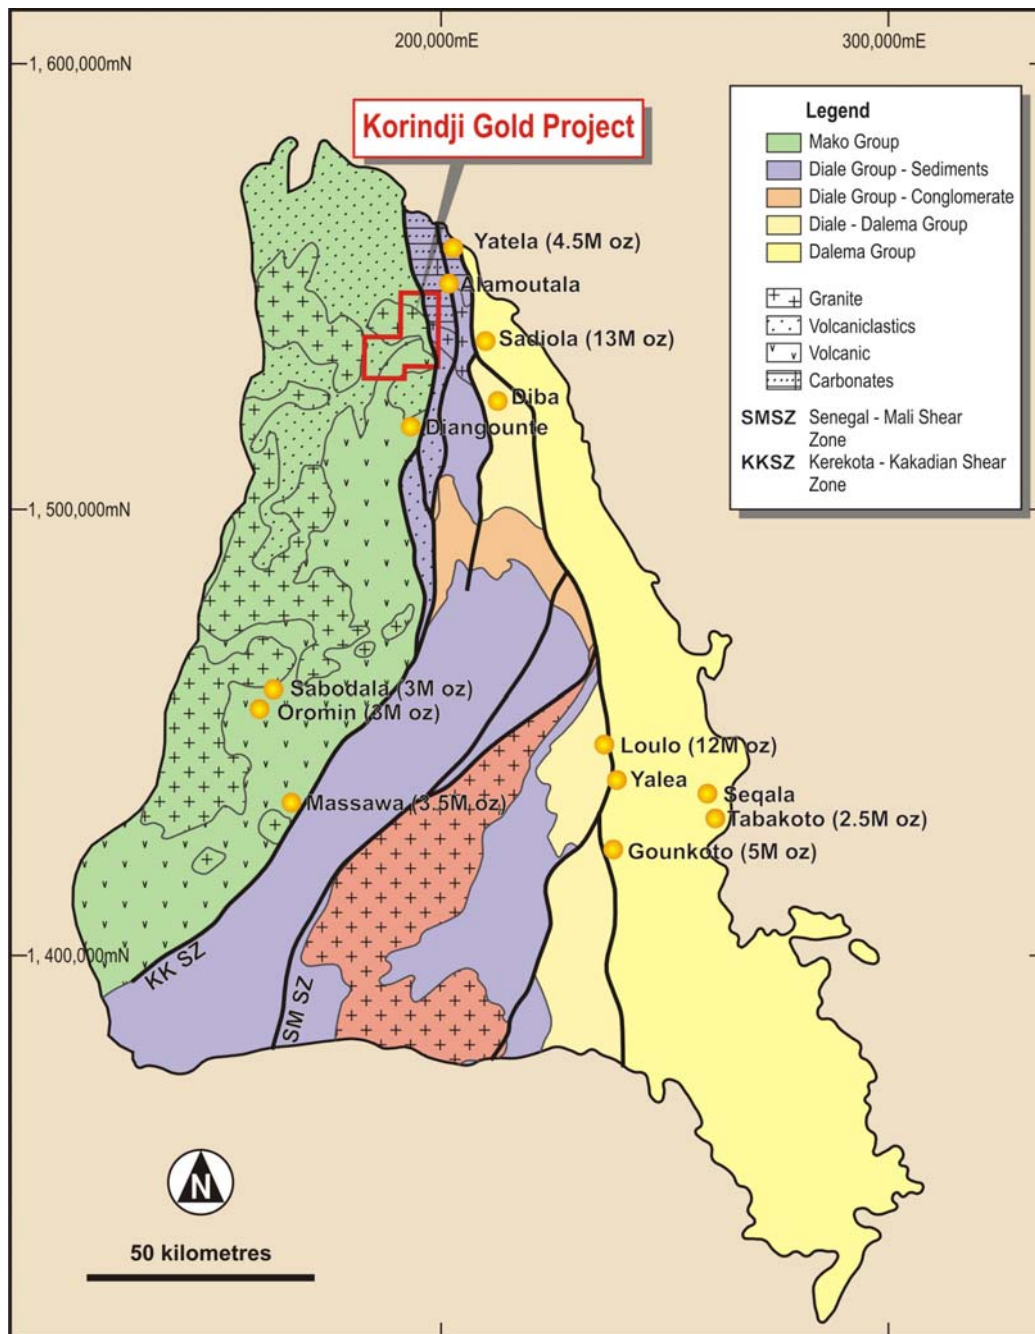 200,000mE
300,000mE
1, 600,000mN
Korindji Gold Project
Legend
Mako Group
Diale Group - Sediments
Diale Group - Conglomerate
Diale - Dalema Group
Dalema Group
Granite
Volcaniclastics
Volcanic
Carbonates
SMSZ Senegal - Mali Shear
Zone
KKSZ Kerekota - Kakadian Shear
Zone
Yatela (4.5M oz)
Alamoutala
Sadiola (13M oz)
Diba
Diangounte
1, 500,000mN
Sabodala (3M oz)
Oromin (3M oz)
Loulo (12M oz)
Yalea
Seqala
Massawa (3.5M oz)
Tabakoto (2.5M oz)
Gounkoto (5M oz)
1, 400,000mN
KK SZ
SM SZ
N
50 kilometres